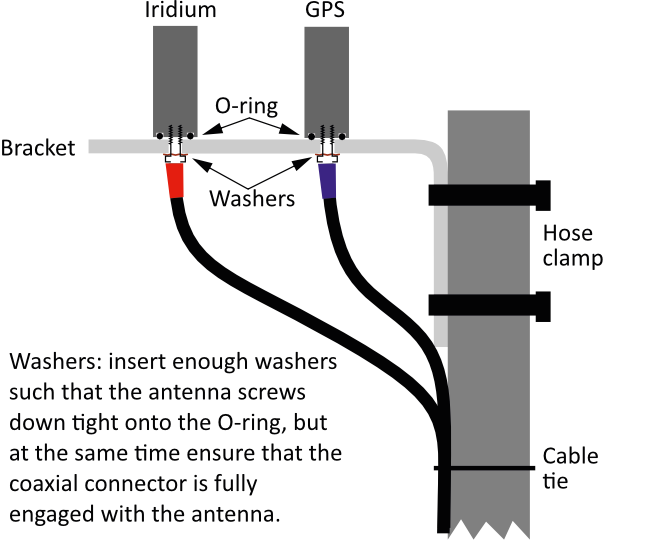 Iridium
GPS
O-ring
Bracket
Washers
Hose
clamp
Washers: insert enough washers
such that the antenna screws
down tight onto the O-ring, but
at the same time ensure that the
coaxial connector is fully
engaged with the antenna.
Cable
tie